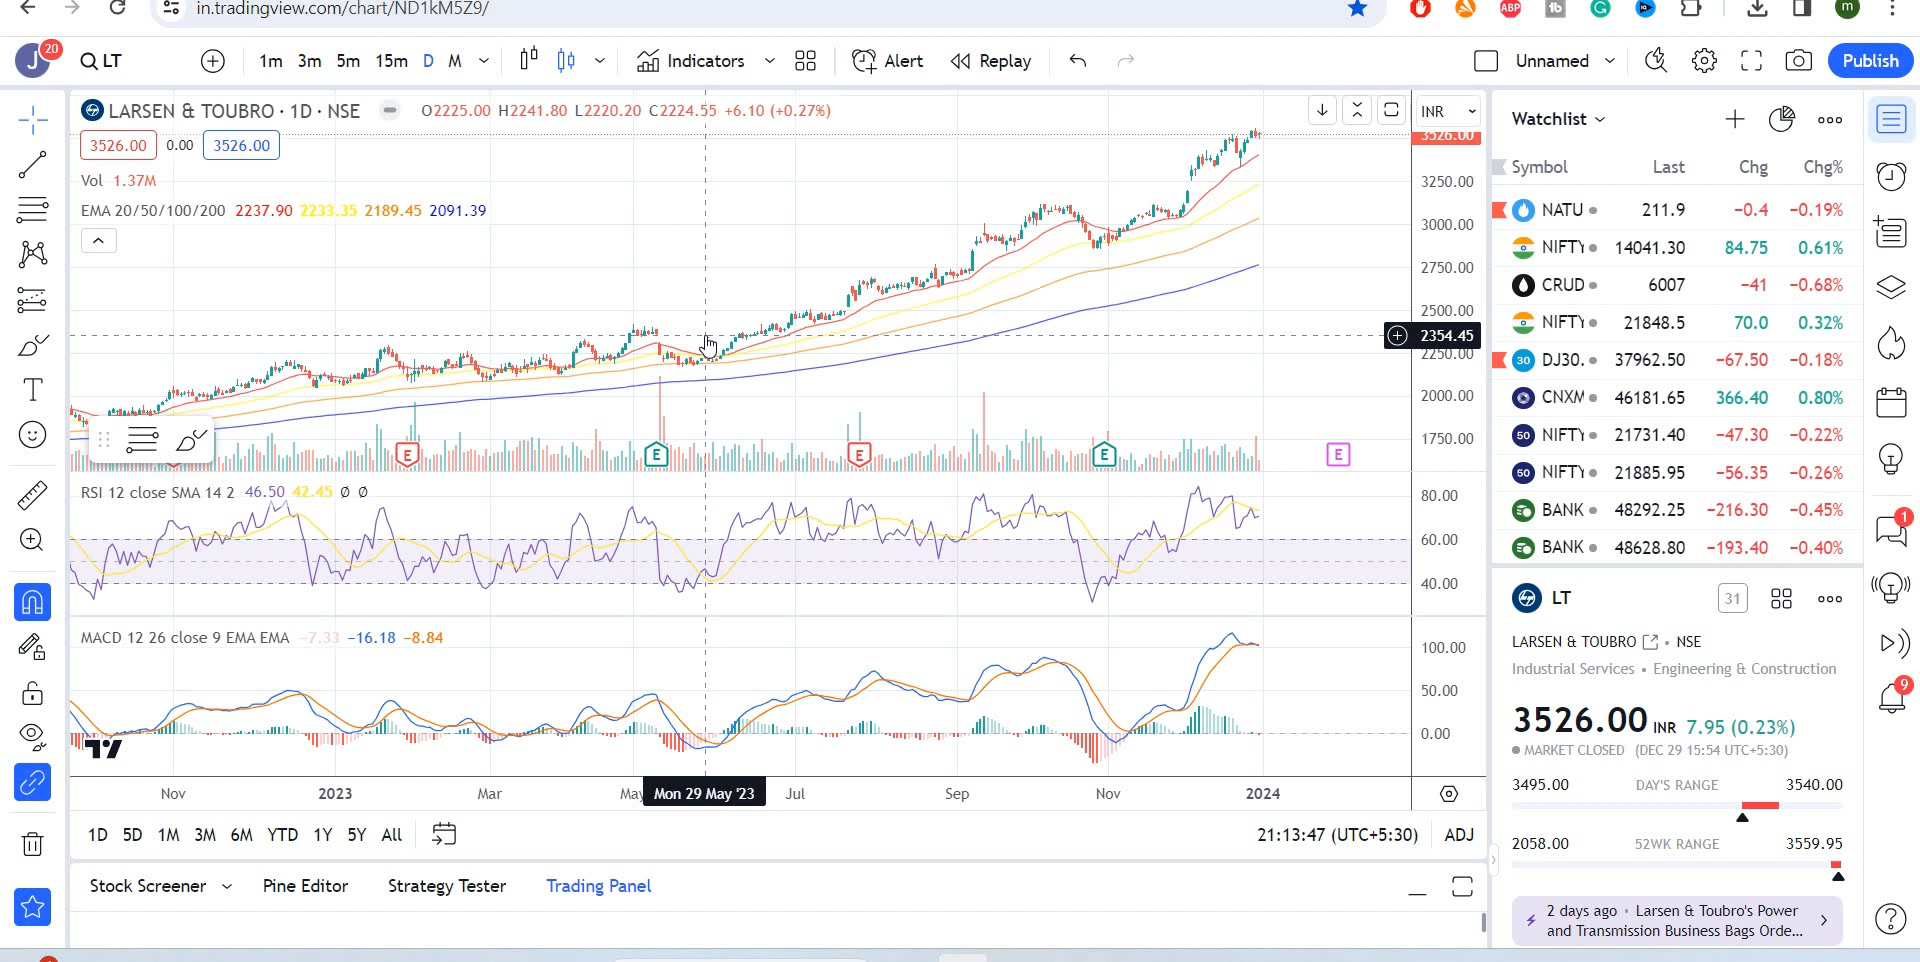 in.tradingview.com/chart/ND1kM5Z9/
ABP
tb
m
J 20 LT 1m 3m 5m 15m D M Indicators Alert Replay Unnamed Publish
LARSEN & TOUBRO · 1D · NSE O2225.00 H2241.80 L2220.20 C2224.55 +6.10 (+0.27%)
INR
3526.00 0.00 3526.00
3526.00
Vol 1.37M
EMA 20/50/100/200 2237.90 2233.35 2189.45 2091.39
3250.00
3000.00
2750.00
2500.00
2354.45
2250.00
2000.00
1750.00
E E E E E
RSI 12 close SMA 14 2 46.50 42.45 Ø Ø
80.00
60.00
40.00
MACD 12 26 close 9 EMA EMA −7.33 −16.18 −8.84
100.00
50.00
0.00
Nov 2023 Mar May Mon 29 May '23 Jul Sep Nov 2024
1D 5D 1M 3M 6M YTD 1Y 5Y All
21:13:47 (UTC+5:30) ADJ
Stock Screener Pine Editor Strategy Tester Trading Panel
Watchlist
Symbol Last Chg Chg%
NATU 211.9 −0.4 −0.19%
NIFTY 14041.30 84.75 0.61%
CRUD 6007 −41 −0.68%
NIFTY 21848.5 70.0 0.32%
30 DJ30. 37962.50 −67.50 −0.18%
CNXM 46181.65 366.40 0.80%
50 NIFTY 21731.40 −47.30 −0.22%
50 NIFTY 21885.95 −56.35 −0.26%
BANK 48292.25 −216.30 −0.45%
BANK 48628.80 −193.40 −0.40%
LT 31
LARSEN & TOUBRO • NSE
Industrial Services • Engineering & Construction
3526.00 INR 7.95 (0.23%)
MARKET CLOSED (DEC 29 15:54 UTC+5:30)
3495.00 DAY'S RANGE 3540.00
2058.00 52WK RANGE 3559.95
2 days ago • Larsen & Toubro's Power
and Transmission Business Bags Orde...
1
9